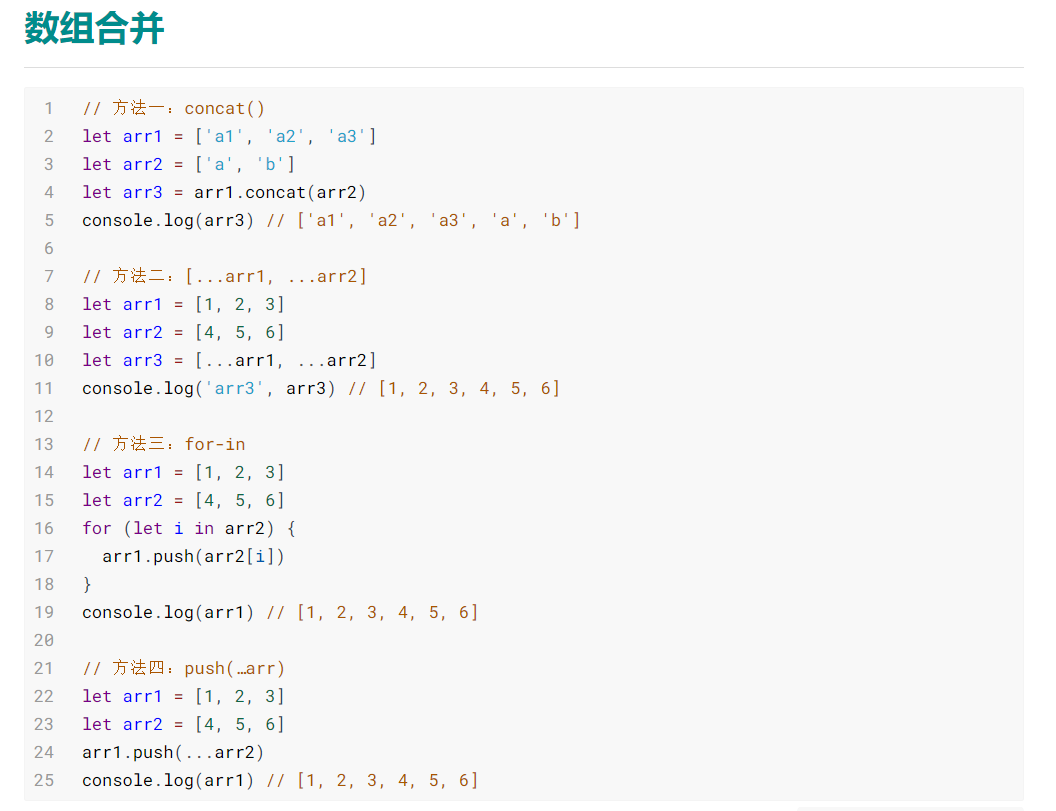 数组合并
1 // 方法一：concat()
2 let arr1 = ['a1', 'a2', 'a3']
3 let arr2 = ['a', 'b']
4 let arr3 = arr1.concat(arr2)
5 console.log(arr3) // ['a1', 'a2', 'a3', 'a', 'b']
6
7 // 方法二：[...arr1, ...arr2]
8 let arr1 = [1, 2, 3]
9 let arr2 = [4, 5, 6]
10 let arr3 = [...arr1, ...arr2]
11 console.log('arr3', arr3) // [1, 2, 3, 4, 5, 6]
12
13 // 方法三：for-in
14 let arr1 = [1, 2, 3]
15 let arr2 = [4, 5, 6]
16 for (let i in arr2) {
17   arr1.push(arr2[i])
18 }
19 console.log(arr1) // [1, 2, 3, 4, 5, 6]
20
21 // 方法四：push(…arr)
22 let arr1 = [1, 2, 3]
23 let arr2 = [4, 5, 6]
24 arr1.push(...arr2)
25 console.log(arr1) // [1, 2, 3, 4, 5, 6]